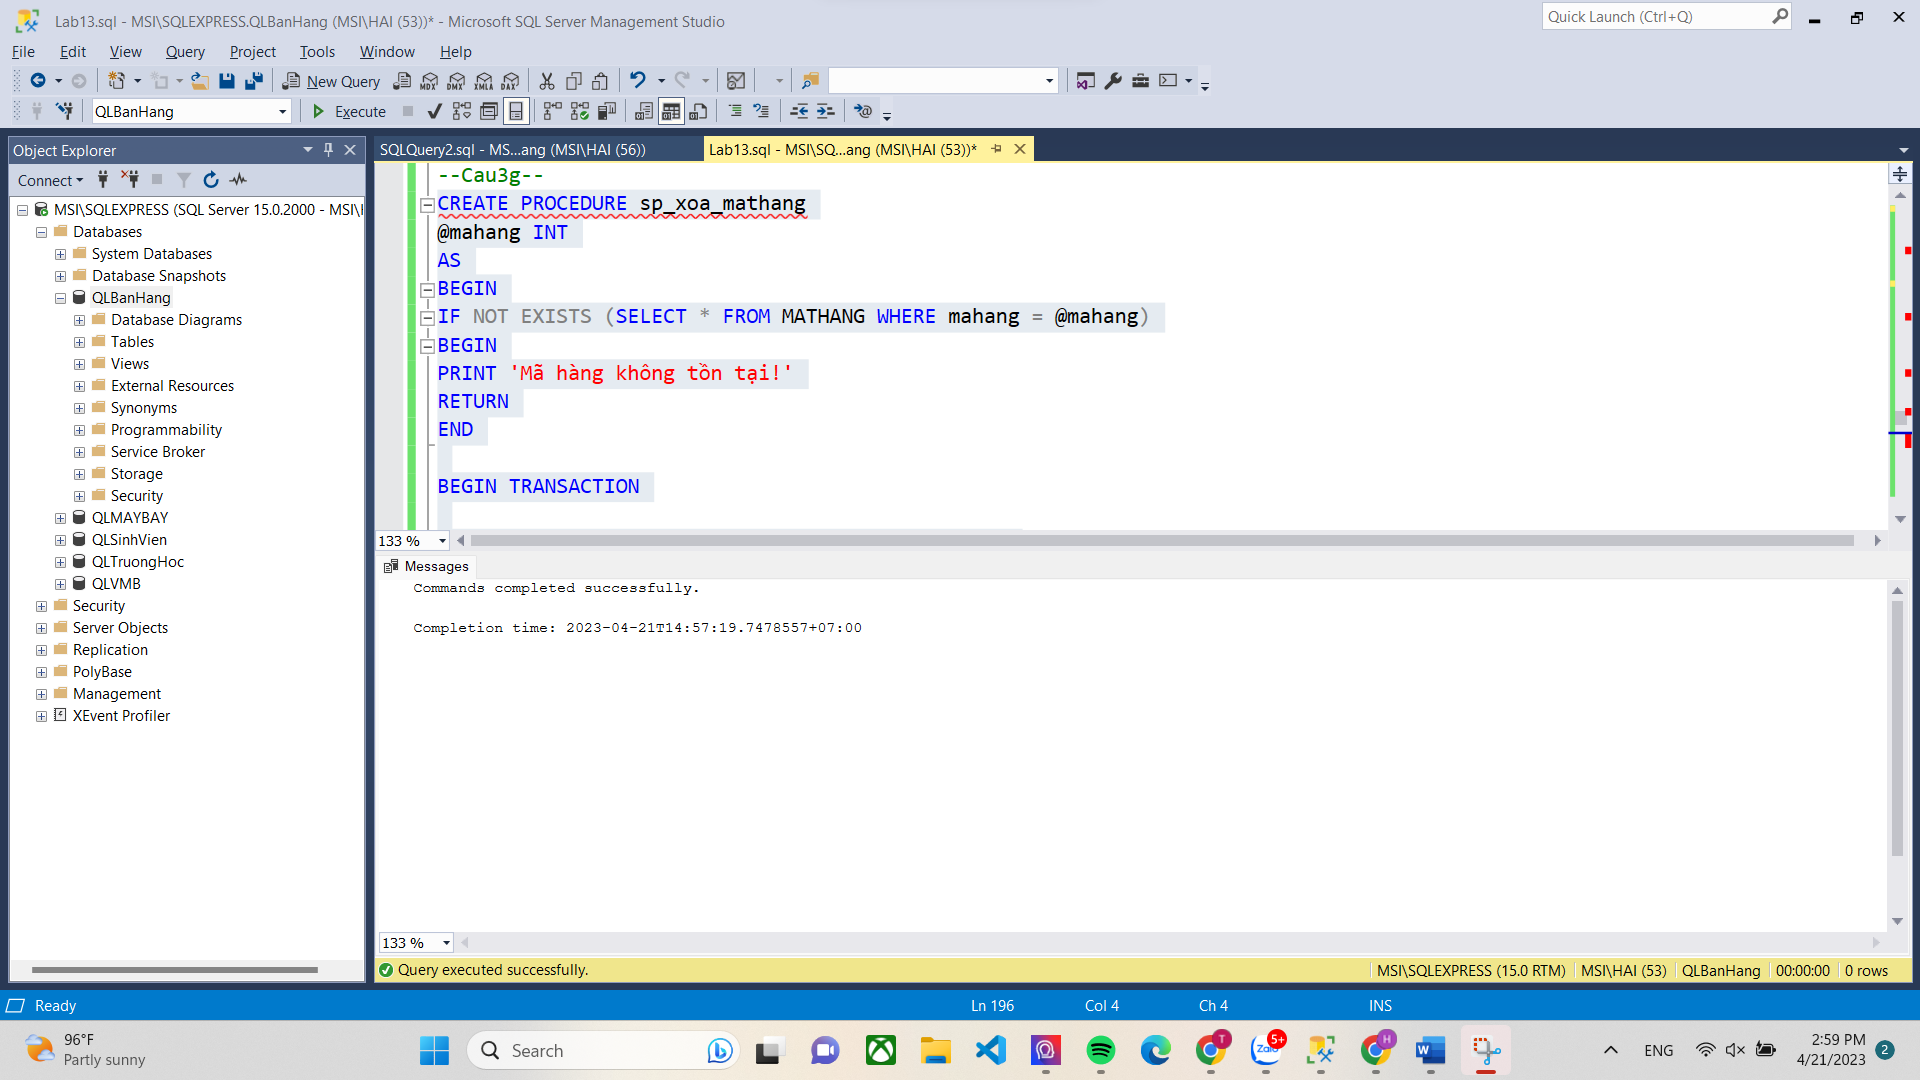 Lab13.sql - MSI\SQLEXPRESS.QLBanHang (MSI\HAI (53))* - Microsoft SQL Server Management Studio
Quick Launch (Ctrl+Q)
File Edit View Query Project Tools Window Help
New Query
MDX DMX XMLA DAX
QLBanHang
Execute
Object Explorer
SQLQuery2.sql - MS...ang (MSI\HAI (56))
Lab13.sql - MSI\SQ...ang (MSI\HAI (53))*
Connect
MSI\SQLEXPRESS (SQL Server 15.0.2000 - MSI\
Databases
System Databases
Database Snapshots
QLBanHang
Database Diagrams
Tables
Views
External Resources
Synonyms
Programmability
Service Broker
Storage
Security
QLMAYBAY
QLSinhVien
QLTruongHoc
QLVMB
Security
Server Objects
Replication
PolyBase
Management
XEvent Profiler
--Cau3g--
CREATE PROCEDURE sp_xoa_mathang
@mahang INT
AS
BEGIN
IF NOT EXISTS (SELECT * FROM MATHANG WHERE mahang = @mahang)
BEGIN
PRINT 'Mã hàng không tồn tại!'
RETURN
END
BEGIN TRANSACTION
133 %
Messages
Commands completed successfully.
Completion time: 2023-04-21T14:57:19.7478557+07:00
133 %
Query executed successfully.
MSI\SQLEXPRESS (15.0 RTM) MSI\HAI (53) QLBanHang 00:00:00 0 rows
Ready
Ln 196 Col 4 Ch 4 INS
96°F
Partly sunny
Search
T
Zalo
5+
H
ENG
2:59 PM
4/21/2023
2